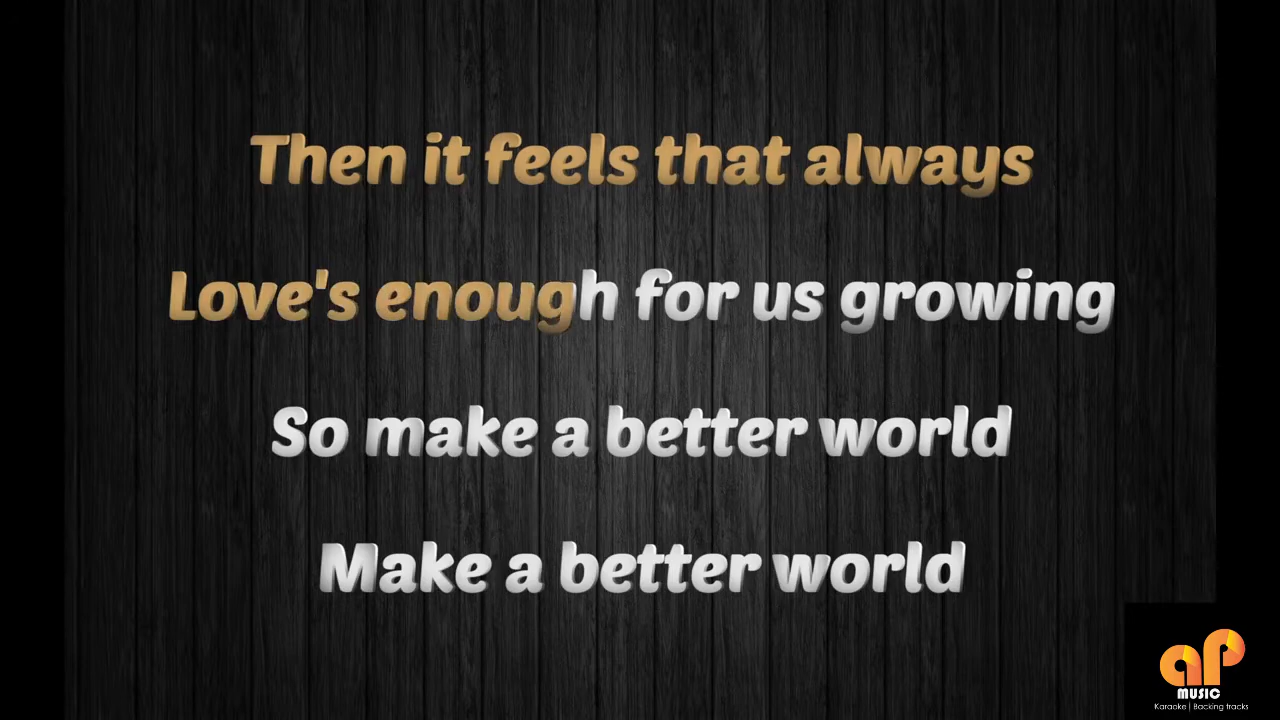 Then it feels that always
Love's enough for us growing
So make a better world
Make a better world
ap
MUSIC
Karaoke | Backing tracks